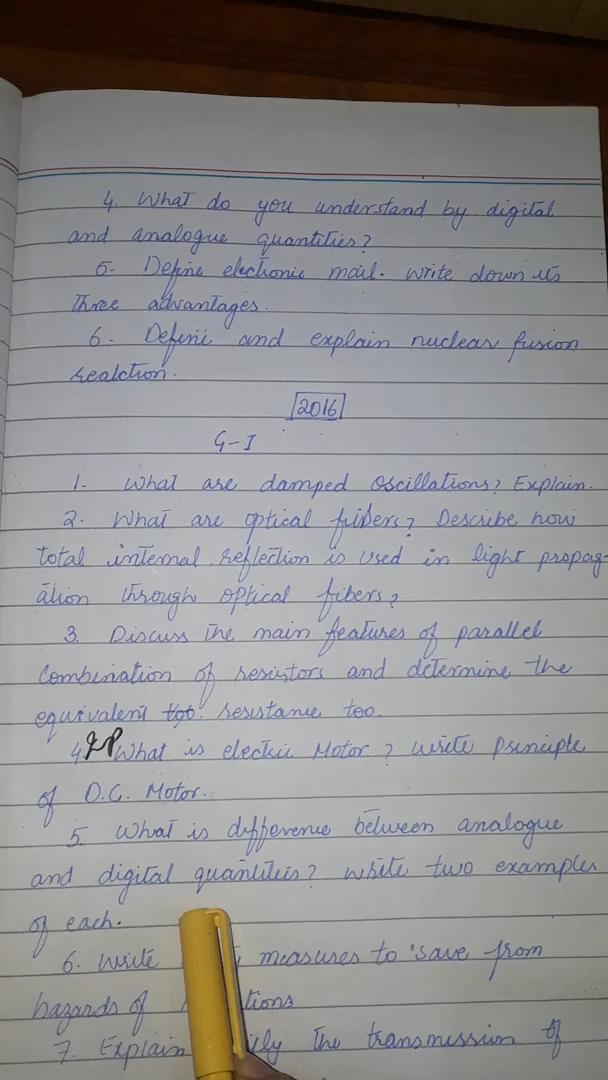 4. What do you understand by digital
and analogue quantities?
5. Define electronic mail. Write down its
three advantages.
6. Define and explain nuclear fusion
reaction.
2016
G-I
1. What are damped oscillations? Explain.
2. What are optical fibers? Describe how
total internal reflection is used in light propag-
ation through optical fibers?
3. Discuss the main features of parallel
Combination of resistors and determine the
equivalent resistance too.
4. What is electric Motor? write principle
of D.C. Motor.
5. What is difference between analogue
and digital quantities? write two examples
of each.
6. Write measures to save from
hazards of
7. Explain the transmission of